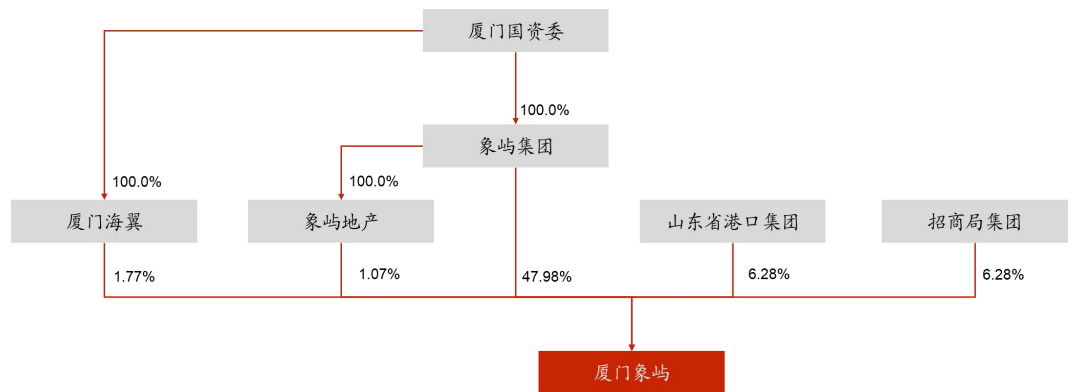 厦门国资委
100.0%
象屿集团
100.0%
100.0%
厦门海翼
象屿地产
山东省港口集团
招商局集团
1.77%
1.07%
47.98%
6.28%
6.28%
厦门象屿